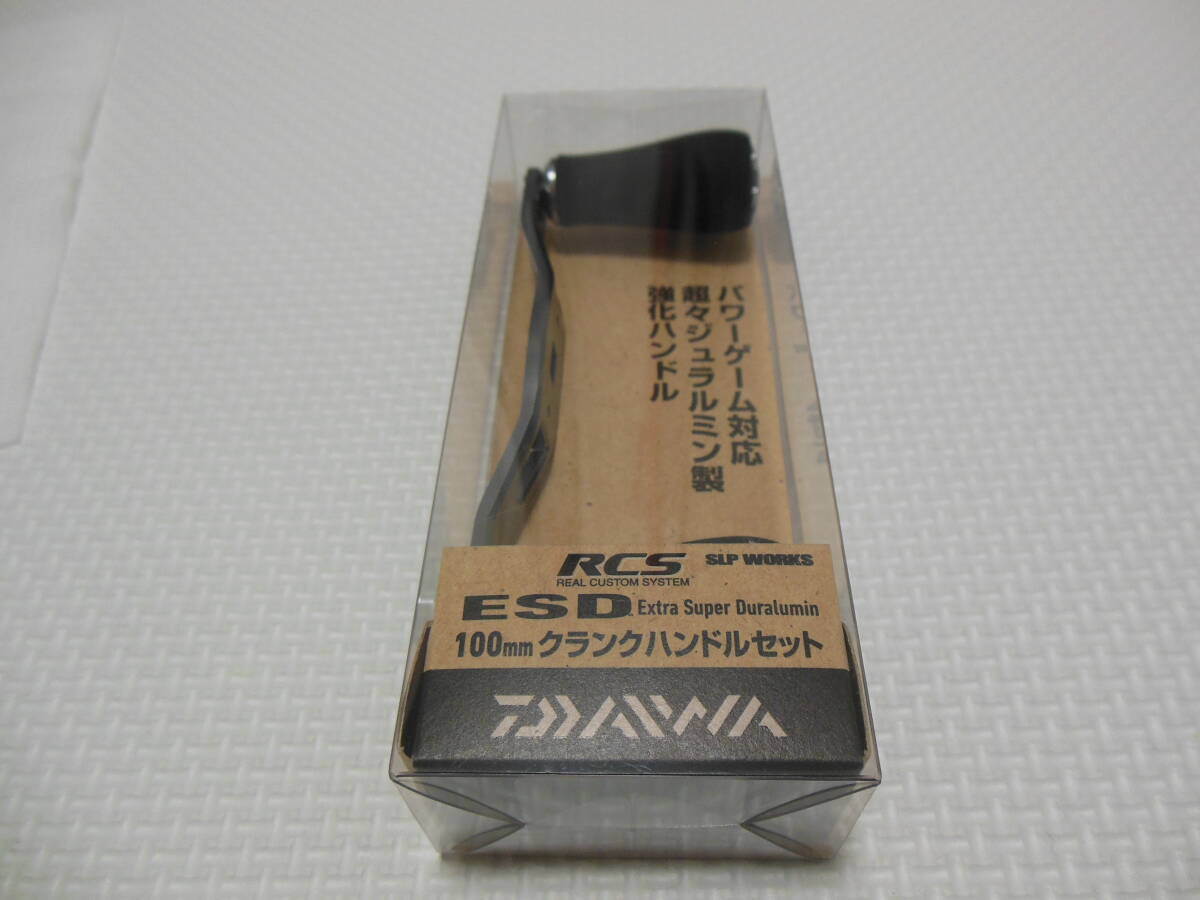 パワーゲーム対応
超々ジュラルミン製
強化ハンドル
RCS SLP WORKS
REAL CUSTOM SYSTEM
ESD Extra Super Duralumin
100mm クランクハンドルセット
DAIWA